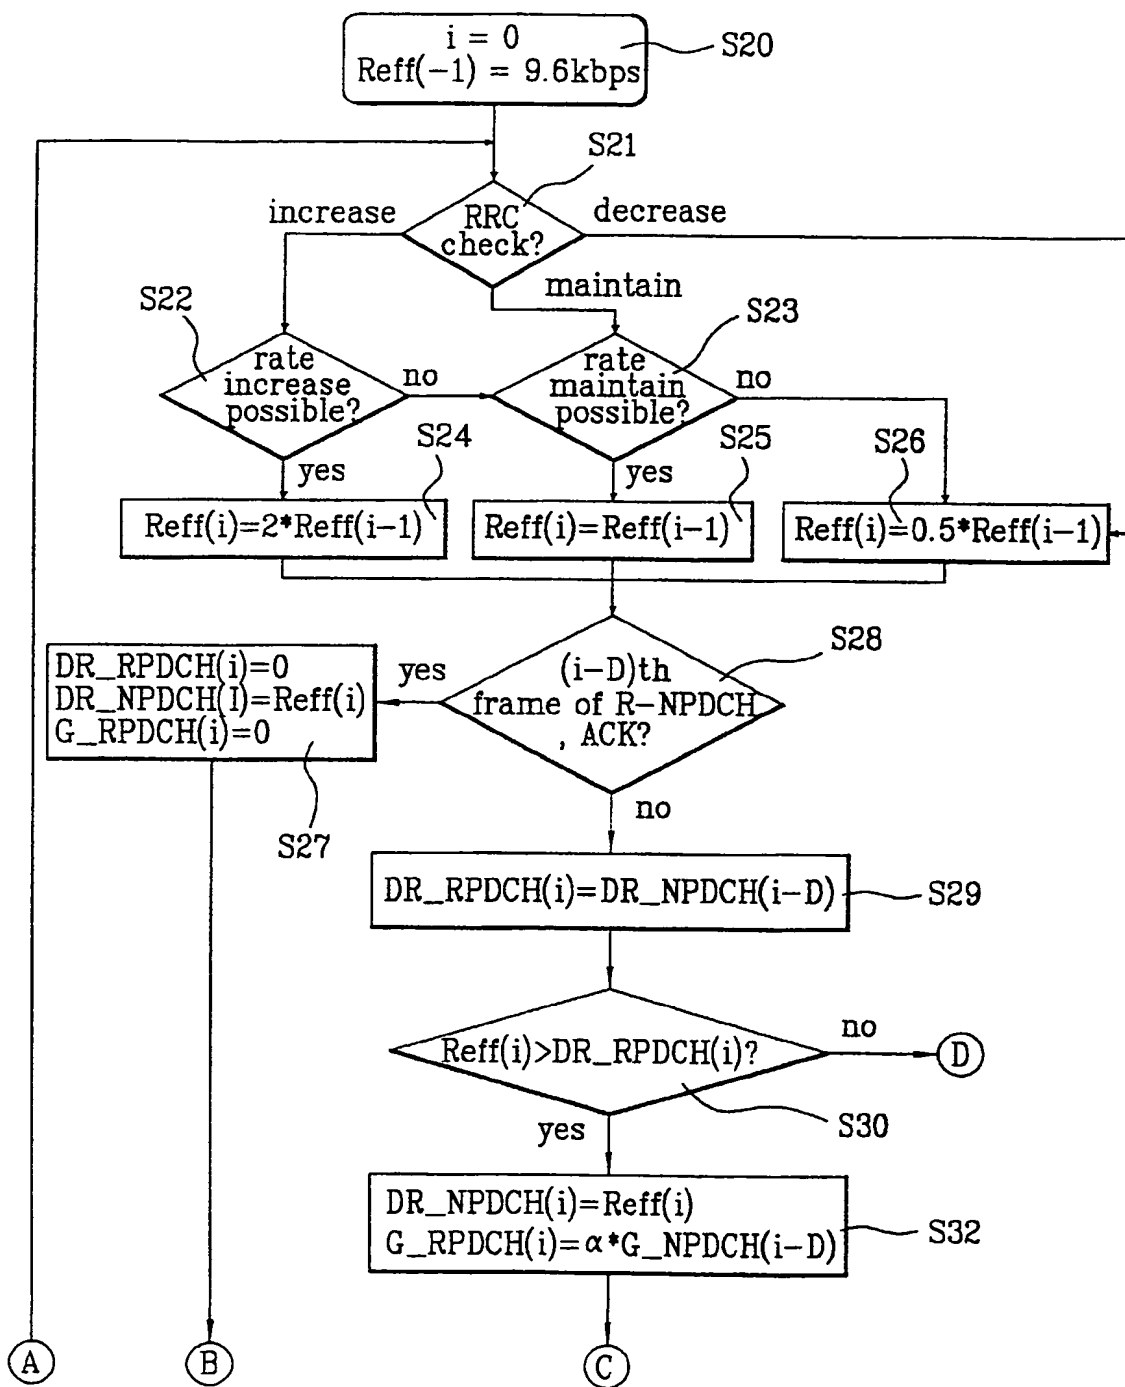 i = 0
Reff(-1) = 9.6kbps
S20
S21
increase
RRC
check?
decrease
maintain
S22
S23
rate
increase
possible?
no
rate
maintain
possible?
no
S24
yes
S25
yes
S26
Reff(i)=2*Reff(i-1)
Reff(i)=Reff(i-1)
Reff(i)=0.5*Reff(i-1)
S28
DR_RPDCH(i)=0
DR_NPDCH(I)=Reff(i)
G_RPDCH(i)=0
yes
(i-D)th
frame of R-NPDCH
, ACK?
S27
no
DR_RPDCH(i)=DR_NPDCH(i-D)
S29
Reff(i)>DR_RPDCH(i)?
no
D
S30
yes
DR_NPDCH(i)=Reff(i)
G_RPDCH(i)=α*G_NPDCH(i-D)
S32
A
B
C